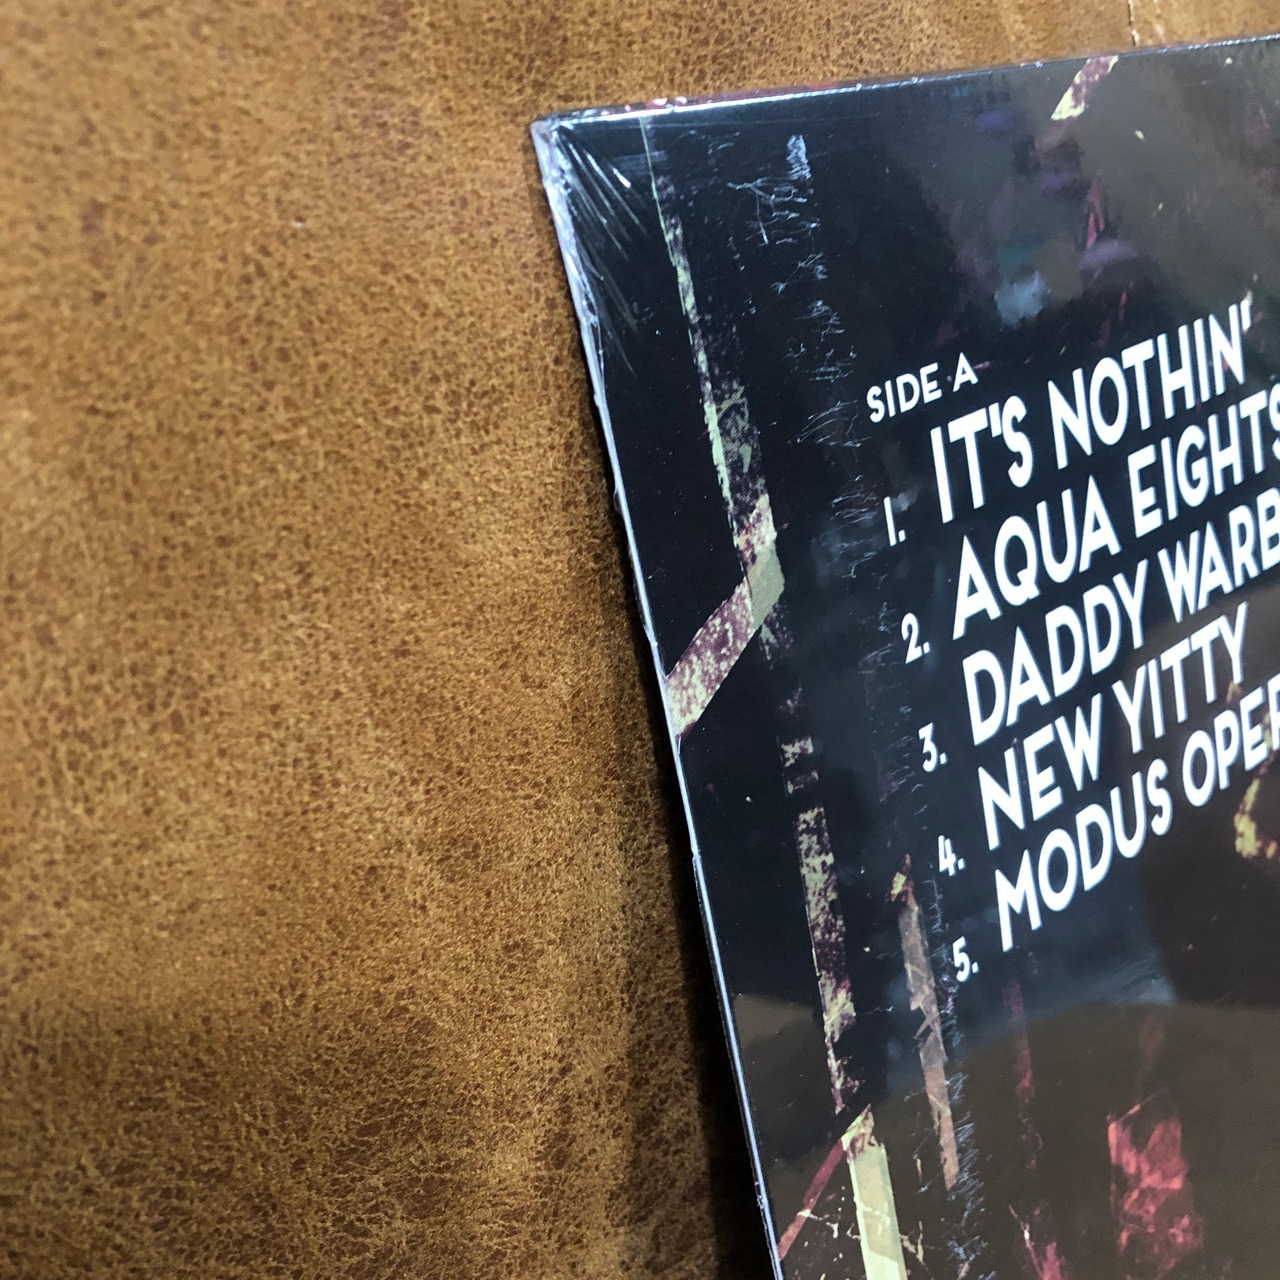 SIDE A
1. IT'S NOTHIN'
2. AQUA EIGHTS
3. DADDY WARB
4. NEW YITTY
5. MODUS OPER